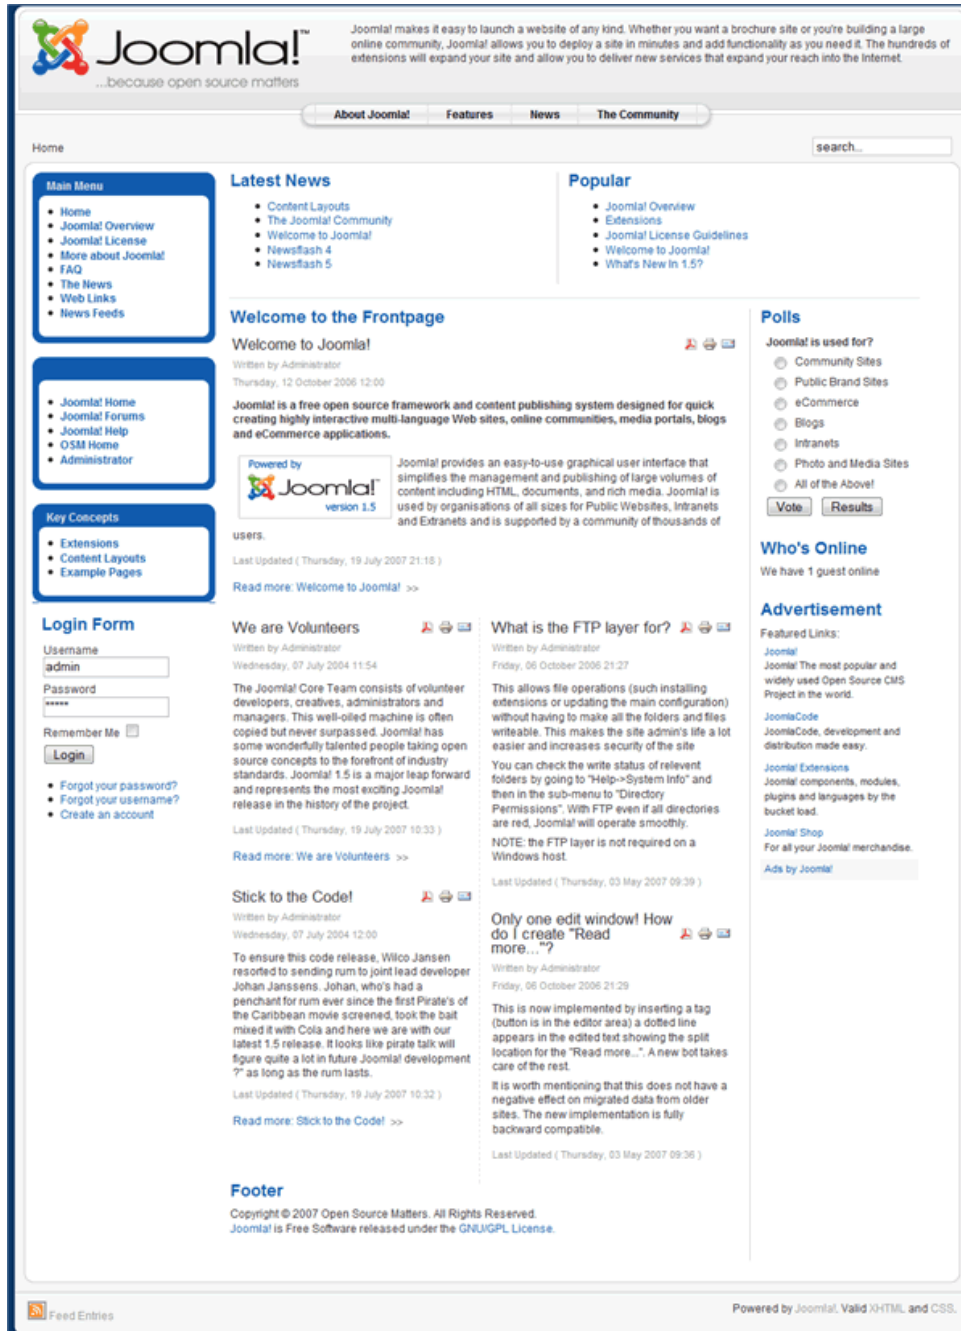 Joomla!™
...because open source matters
Joomla! makes it easy to launch a website of any kind. Whether you want a brochure site or you're building a large
online community, Joomla! allows you to deploy a site in minutes and add functionality as you need it. The hundreds of
extensions will expand your site and allow you to deliver new services that expand your reach into the Internet.
About Joomla! Features News The Community
Home
search...
Main Menu
Home
Joomla! Overview
Joomla! License
More about Joomla!
FAQ
The News
Web Links
News Feeds
Joomla! Home
Joomla! Forums
Joomla! Help
OSM Home
Administrator
Key Concepts
Extensions
Content Layouts
Example Pages
Login Form
Username
admin
Password
*****
Remember Me
Login
Forgot your password?
Forgot your username?
Create an account
Latest News
Content Layouts
The Joomla! Community
Welcome to Joomla!
Newsflash 4
Newsflash 5
Popular
Joomla! Overview
Extensions
Joomla! License Guidelines
Welcome to Joomla!
What's New In 1.5?
Welcome to the Frontpage
Welcome to Joomla!
Written by Administrator
Thursday, 12 October 2006 12:00
Joomla! is a free open source framework and content publishing system designed for quick
creating highly interactive multi-language Web sites, online communities, media portals, blogs
and eCommerce applications.
Powered by
Joomla!
version 1.5
Joomla! provides an easy-to-use graphical user interface that
simplifies the management and publishing of large volumes of
content including HTML, documents, and rich media. Joomla! is
used by organisations of all sizes for Public Websites, Intranets
and Extranets and is supported by a community of thousands of
users.
Last Updated ( Thursday, 19 July 2007 21:18 )
Read more: Welcome to Joomla! >>
We are Volunteers
Written by Administrator
Wednesday, 07 July 2004 11:54
The Joomla! Core Team consists of volunteer
developers, creatives, administrators and
managers. This well-oiled machine is often
copied but never surpassed. Joomla! has
some wonderfully talented people taking open
source concepts to the forefront of industry
standards. Joomla! 1.5 is a major leap forward
and represents the most exciting Joomla!
release in the history of the project.
Last Updated ( Thursday, 19 July 2007 10:33 )
Read more: We are Volunteers >>
Stick to the Code!
Written by Administrator
Wednesday, 07 July 2004 12:00
To ensure this code release, Wilco Jansen
resorted to sending rum to joint lead developer
Johan Janssens. Johan, who's had a
penchant for rum ever since the first Pirate's of
the Caribbean movie screened, took the bait
mixed it with Cola and here we are with our
latest 1.5 release. It looks like pirate talk will
figure quite a lot in future Joomla! development
?" as long as the rum lasts.
Last Updated ( Thursday, 19 July 2007 10:32 )
Read more: Stick to the Code! >>
What is the FTP layer for?
Written by Administrator
Friday, 06 October 2006 21:27
This allows file operations (such installing
extensions or updating the main configuration)
without having to make all the folders and files
writeable. This makes the site admin's life a lot
easier and increases security of the site
You can check the write status of relevent
folders by going to "Help->System Info" and
then in the sub-menu to "Directory
Permissions". With FTP even if all directories
are red, Joomla! will operate smoothly.
NOTE: the FTP layer is not required on a
Windows host.
Last Updated ( Thursday, 03 May 2007 09:39 )
Only one edit window! How
do I create "Read
more..."?
Written by Administrator
Friday, 06 October 2006 21:29
This is now implemented by inserting a tag
(button is in the editor area) a dotted line
appears in the edited text showing the split
location for the "Read more...". A new bot takes
care of the rest.
It is worth mentioning that this does not have a
negative effect on migrated data from older
sites. The new implementation is fully
backward compatible.
Last Updated ( Thursday, 03 May 2007 09:36 )
Polls
Joomla! is used for?
Community Sites
Public Brand Sites
eCommerce
Blogs
Intranets
Photo and Media Sites
All of the Above!
Vote Results
Who's Online
We have 1 guest online
Advertisement
Featured Links:
Joomla!
Joomla! The most popular and
widely used Open Source CMS
Project in the world.
JoomlaCode
JoomlaCode, development and
distribution made easy.
Joomla! Extensions
Joomla! components, modules,
plugins and languages by the
bucket load.
Joomla! Shop
For all your Joomla! merchandise.
Ads by Joomla!
Footer
Copyright © 2007 Open Source Matters. All Rights Reserved.
Joomla! is Free Software released under the GNU/GPL License.
Feed Entries
Powered by Joomla!. Valid XHTML and CSS.